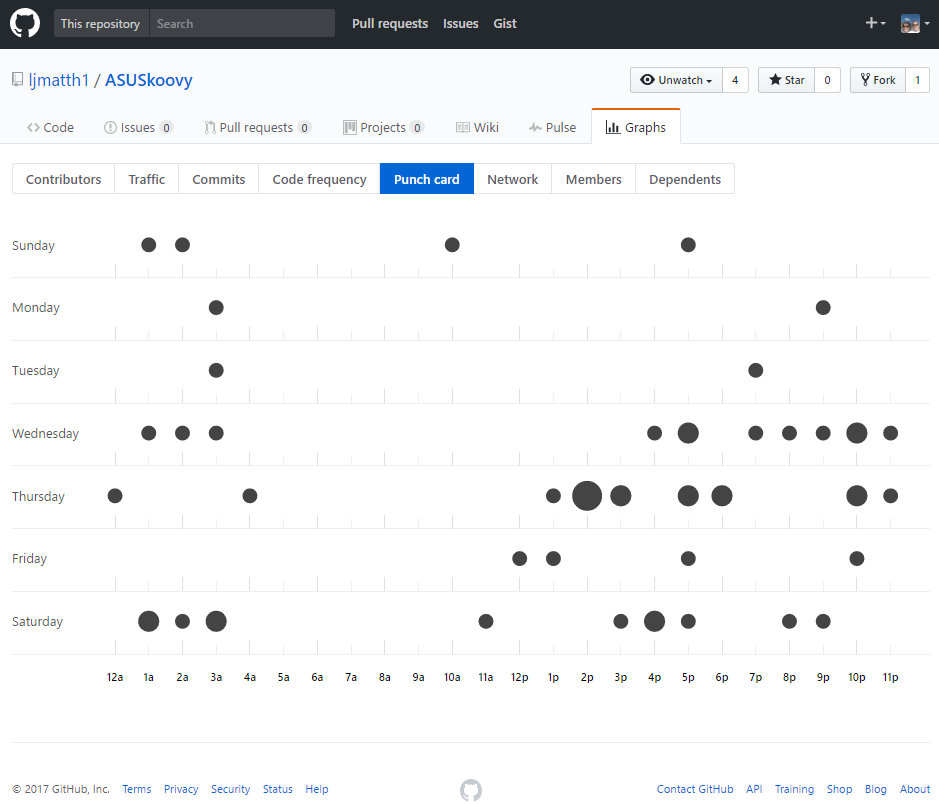 This repository Search Pull requests Issues Gist
ljmatth1 / ASUSkoovy Unwatch 4 Star 0 Fork 1
Code Issues 0 Pull requests 0 Projects 0 Wiki Pulse Graphs
Contributors Traffic Commits Code frequency Punch card Network Members Dependents
Sunday
Monday
Tuesday
Wednesday
Thursday
Friday
Saturday
12a 1a 2a 3a 4a 5a 6a 7a 8a 9a 10a 11a 12p 1p 2p 3p 4p 5p 6p 7p 8p 9p 10p 11p
© 2017 GitHub, Inc. Terms Privacy Security Status Help Contact GitHub API Training Shop Blog About